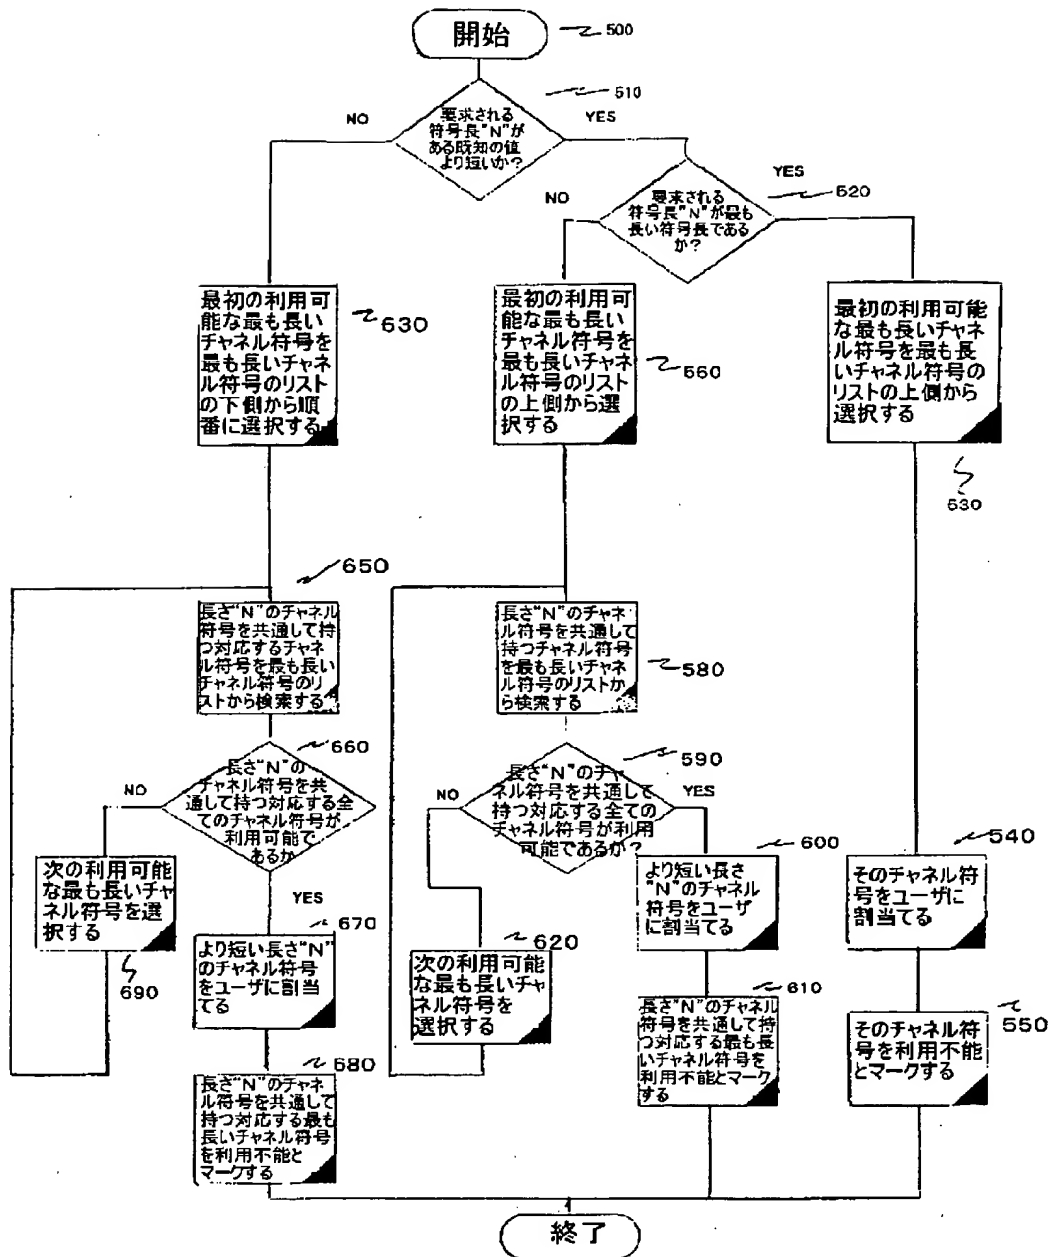 開始
500
510
要求される
符号長"N"が
ある既知の値
より短いか?
NO
YES
520
要求される
符号長"N"が最も
長い符号長である
か?
NO
YES
最初の利用可
能な最も長い
チャネル符号を
最も長いチャネ
ル符号のリスト
の下側から順
番に選択する
630
最初の利用可
能な最も長い
チャネル符号を
最も長いチャネ
ル符号のリスト
の上側から選
択する
560
最初の利用可能
な最も長いチャネ
ル符号を最も長
いチャネル符号の
リストの上側から
選択する
530
650
長さ"N"のチャネル
符号を共通して持
つ対応するチャネ
ル符号を最も長い
チャネル符号のリ
ストから検索する
長さ"N"のチャネ
ル符号を共通して
持つチャネル符号
を最も長いチャネ
ル符号のリストか
ら検索する
580
660
長さ"N"の
チャネル符号を共
通して持つ対応する全
てのチャネル符号が
利用可能で
あるか
NO
YES
590
長さ"N"のチャ
ネル符号を共通して
持つ対応する全ての
チャネル符号が利用
可能であるか?
NO
YES
次の利用可能
な最も長いチャ
ネル符号を選
択する
690
670
より短い長さ"N"
のチャネル符号
をユーザに割当
てる
620
次の利用可能
な最も長いチャ
ネル符号を
選択する
600
より短い長さ
"N"のチャネル
符号をユーザ
に割当てる
540
そのチャネル符
号をユーザに
割当てる
610
長さ"N"のチャネル
符号を共通して持
つ対応する最も長
いチャネル符号を
利用不能とマーク
する
550
そのチャネル符
号を利用不能
とマークする
680
長さ"N"のチャネ
ル符号を共通して
持つ対応する最も
長いチャネル符号
を利用不能と
マークする
終了